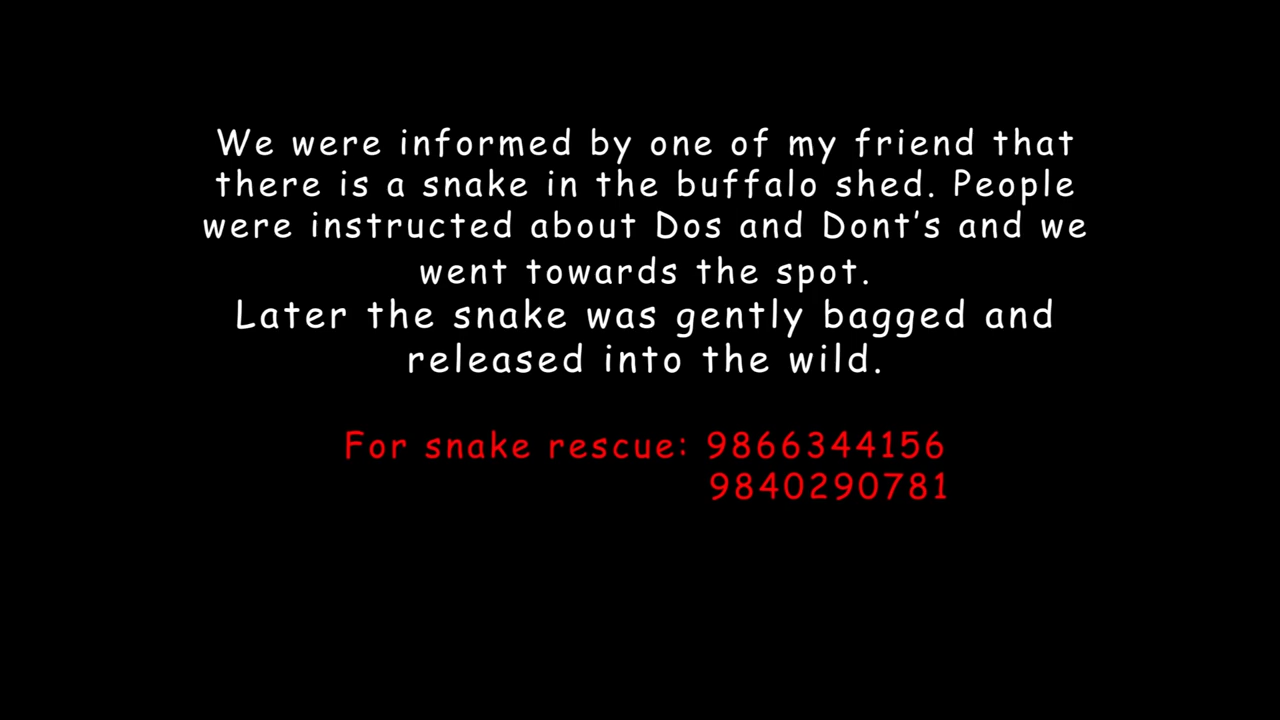 We were informed by one of my friend that
there is a snake in the buffalo shed. People
were instructed about Dos and Dont's and we
went towards the spot.
Later the snake was gently bagged and
released into the wild.
For snake rescue: 9866344156
9840290781